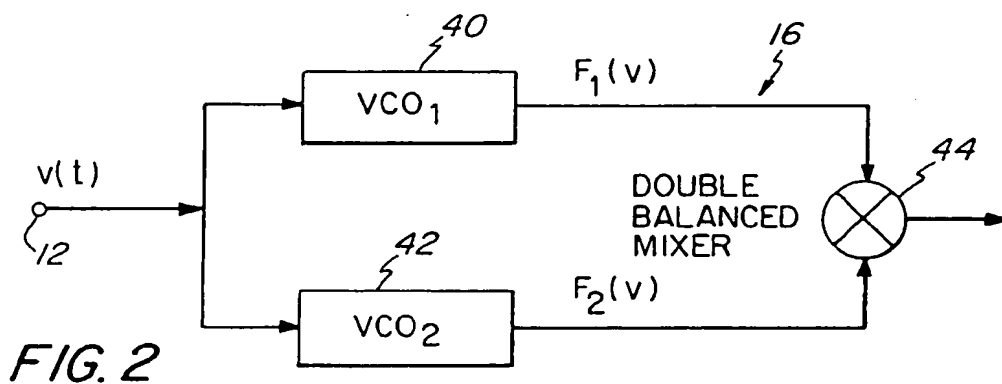 40
16
VCO₁
F₁(v)
44
v(t)
DOUBLE
BALANCED
MIXER
12
42
VCO₂
F₂(v)
FIG. 2